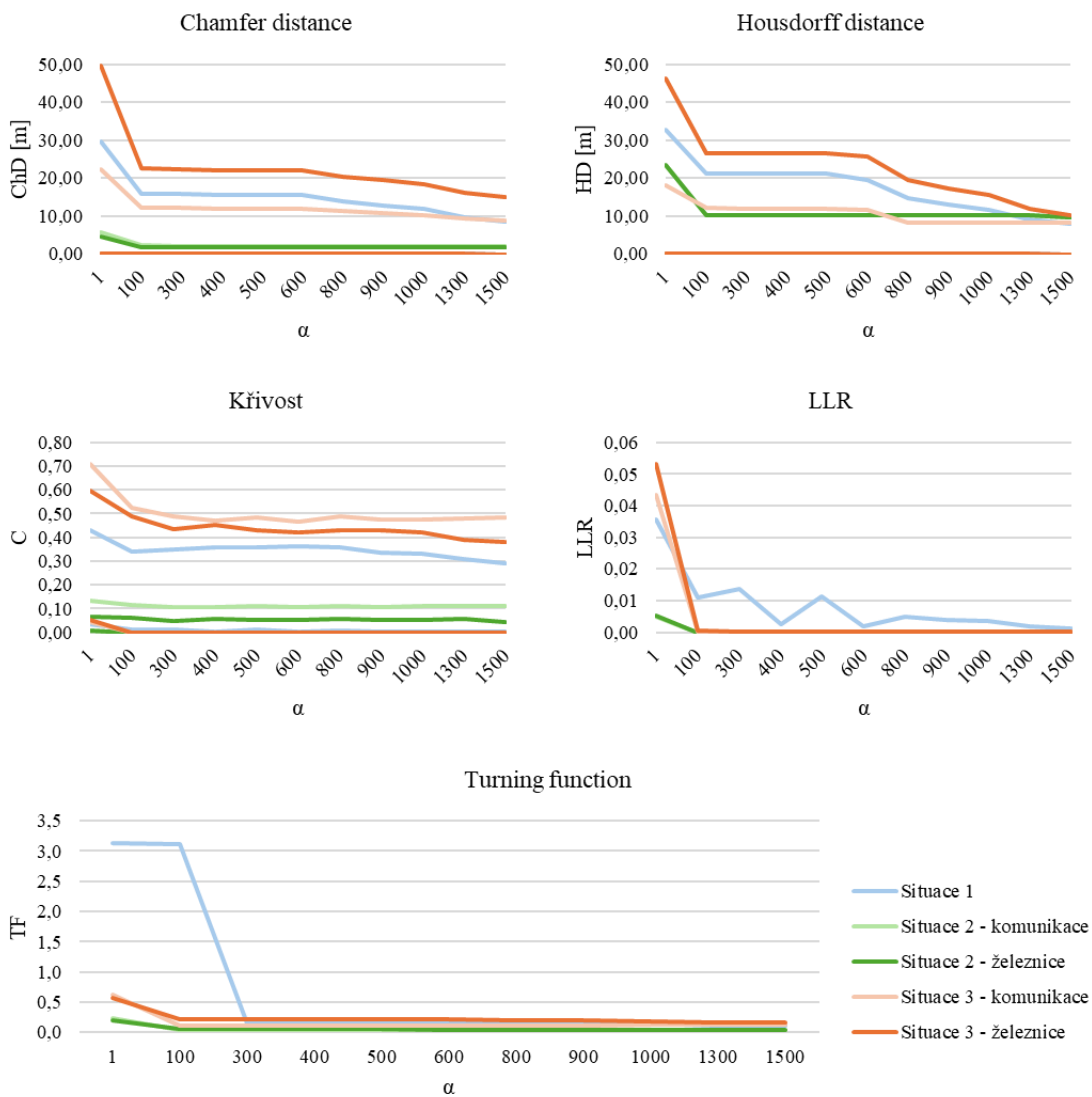 Chamfer distance
50,00
40,00
30,00
20,00
10,00
0,00
ChD [m]
1 100 300 400 500 600 800 900 1000 1300 1500
α
Housdorff distance
50,00
40,00
30,00
20,00
10,00
0,00
HD [m]
1 100 300 400 500 600 800 900 1000 1300 1500
α
Křivost
0,80
0,70
0,60
0,50
0,40
0,30
0,20
0,10
0,00
C
1 100 300 400 500 600 800 900 1000 1300 1500
α
LLR
0,06
0,05
0,04
0,03
0,02
0,01
0,00
LLR
1 100 300 400 500 600 800 900 1000 1300 1500
α
Turning function
3,5
3,0
2,5
2,0
1,5
1,0
0,5
0,0
TF
1 100 300 400 500 600 800 900 1000 1300 1500
α
Situace 1
Situace 2 - komunikace
Situace 2 - železnice
Situace 3 - komunikace
Situace 3 - železnice